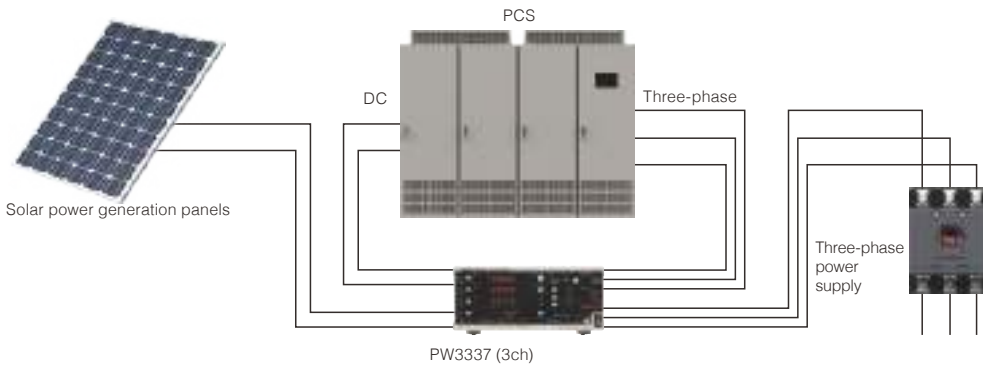 PCS
DC
Three-phase
Solar power generation panels
Three-phase
power
supply
PW3337 (3ch)